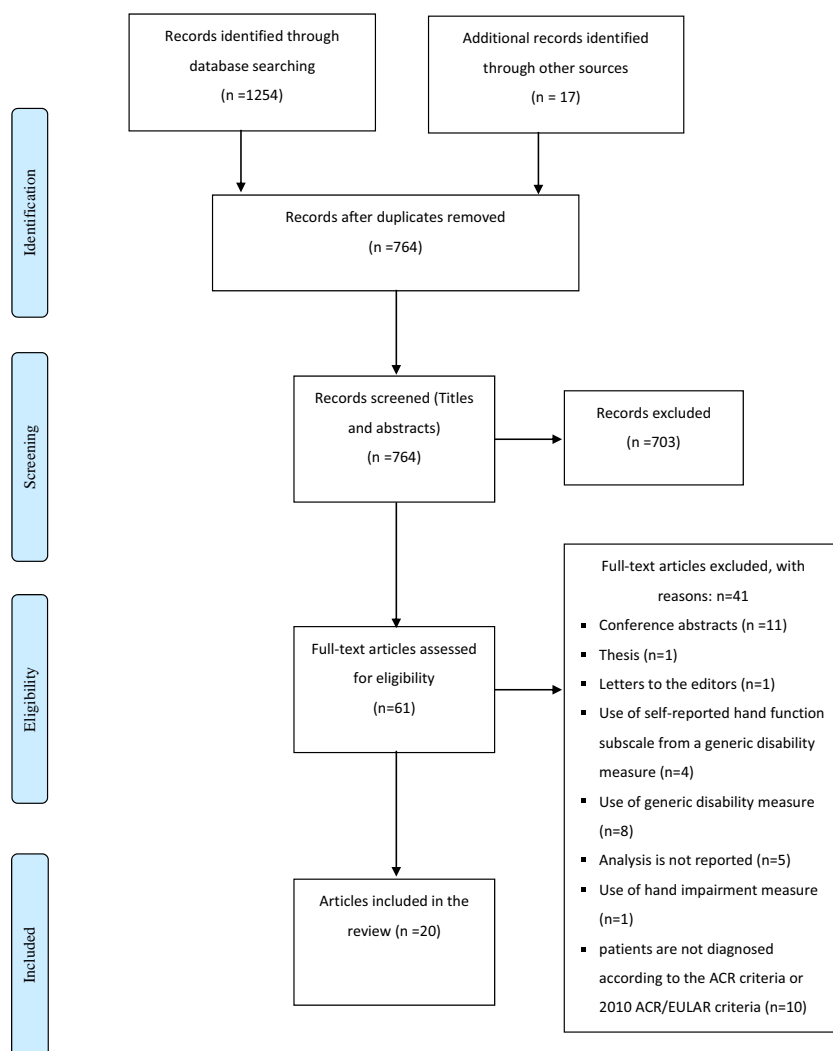 Records identified through
database searching
(n =1254)
Additional records identified
through other sources
(n = 17)
Identification
Records after duplicates removed
(n =764)
Screening
Records screened (Titles
and abstracts)
(n =764)
Records excluded
(n =703)
Eligibility
Full-text articles assessed
for eligibility
(n=61)
Full-text articles excluded, with
reasons: n=41
▪ Conference abstracts (n =11)
▪ Thesis (n=1)
▪ Letters to the editors (n=1)
▪ Use of self-reported hand function
subscale from a generic disability
measure (n=4)
▪ Use of generic disability measure
(n=8)
▪ Analysis is not reported (n=5)
▪ Use of hand impairment measure
(n=1)
▪ patients are not diagnosed
according to the ACR criteria or
2010 ACR/EULAR criteria (n=10)
Included
Articles included in the
review (n =20)